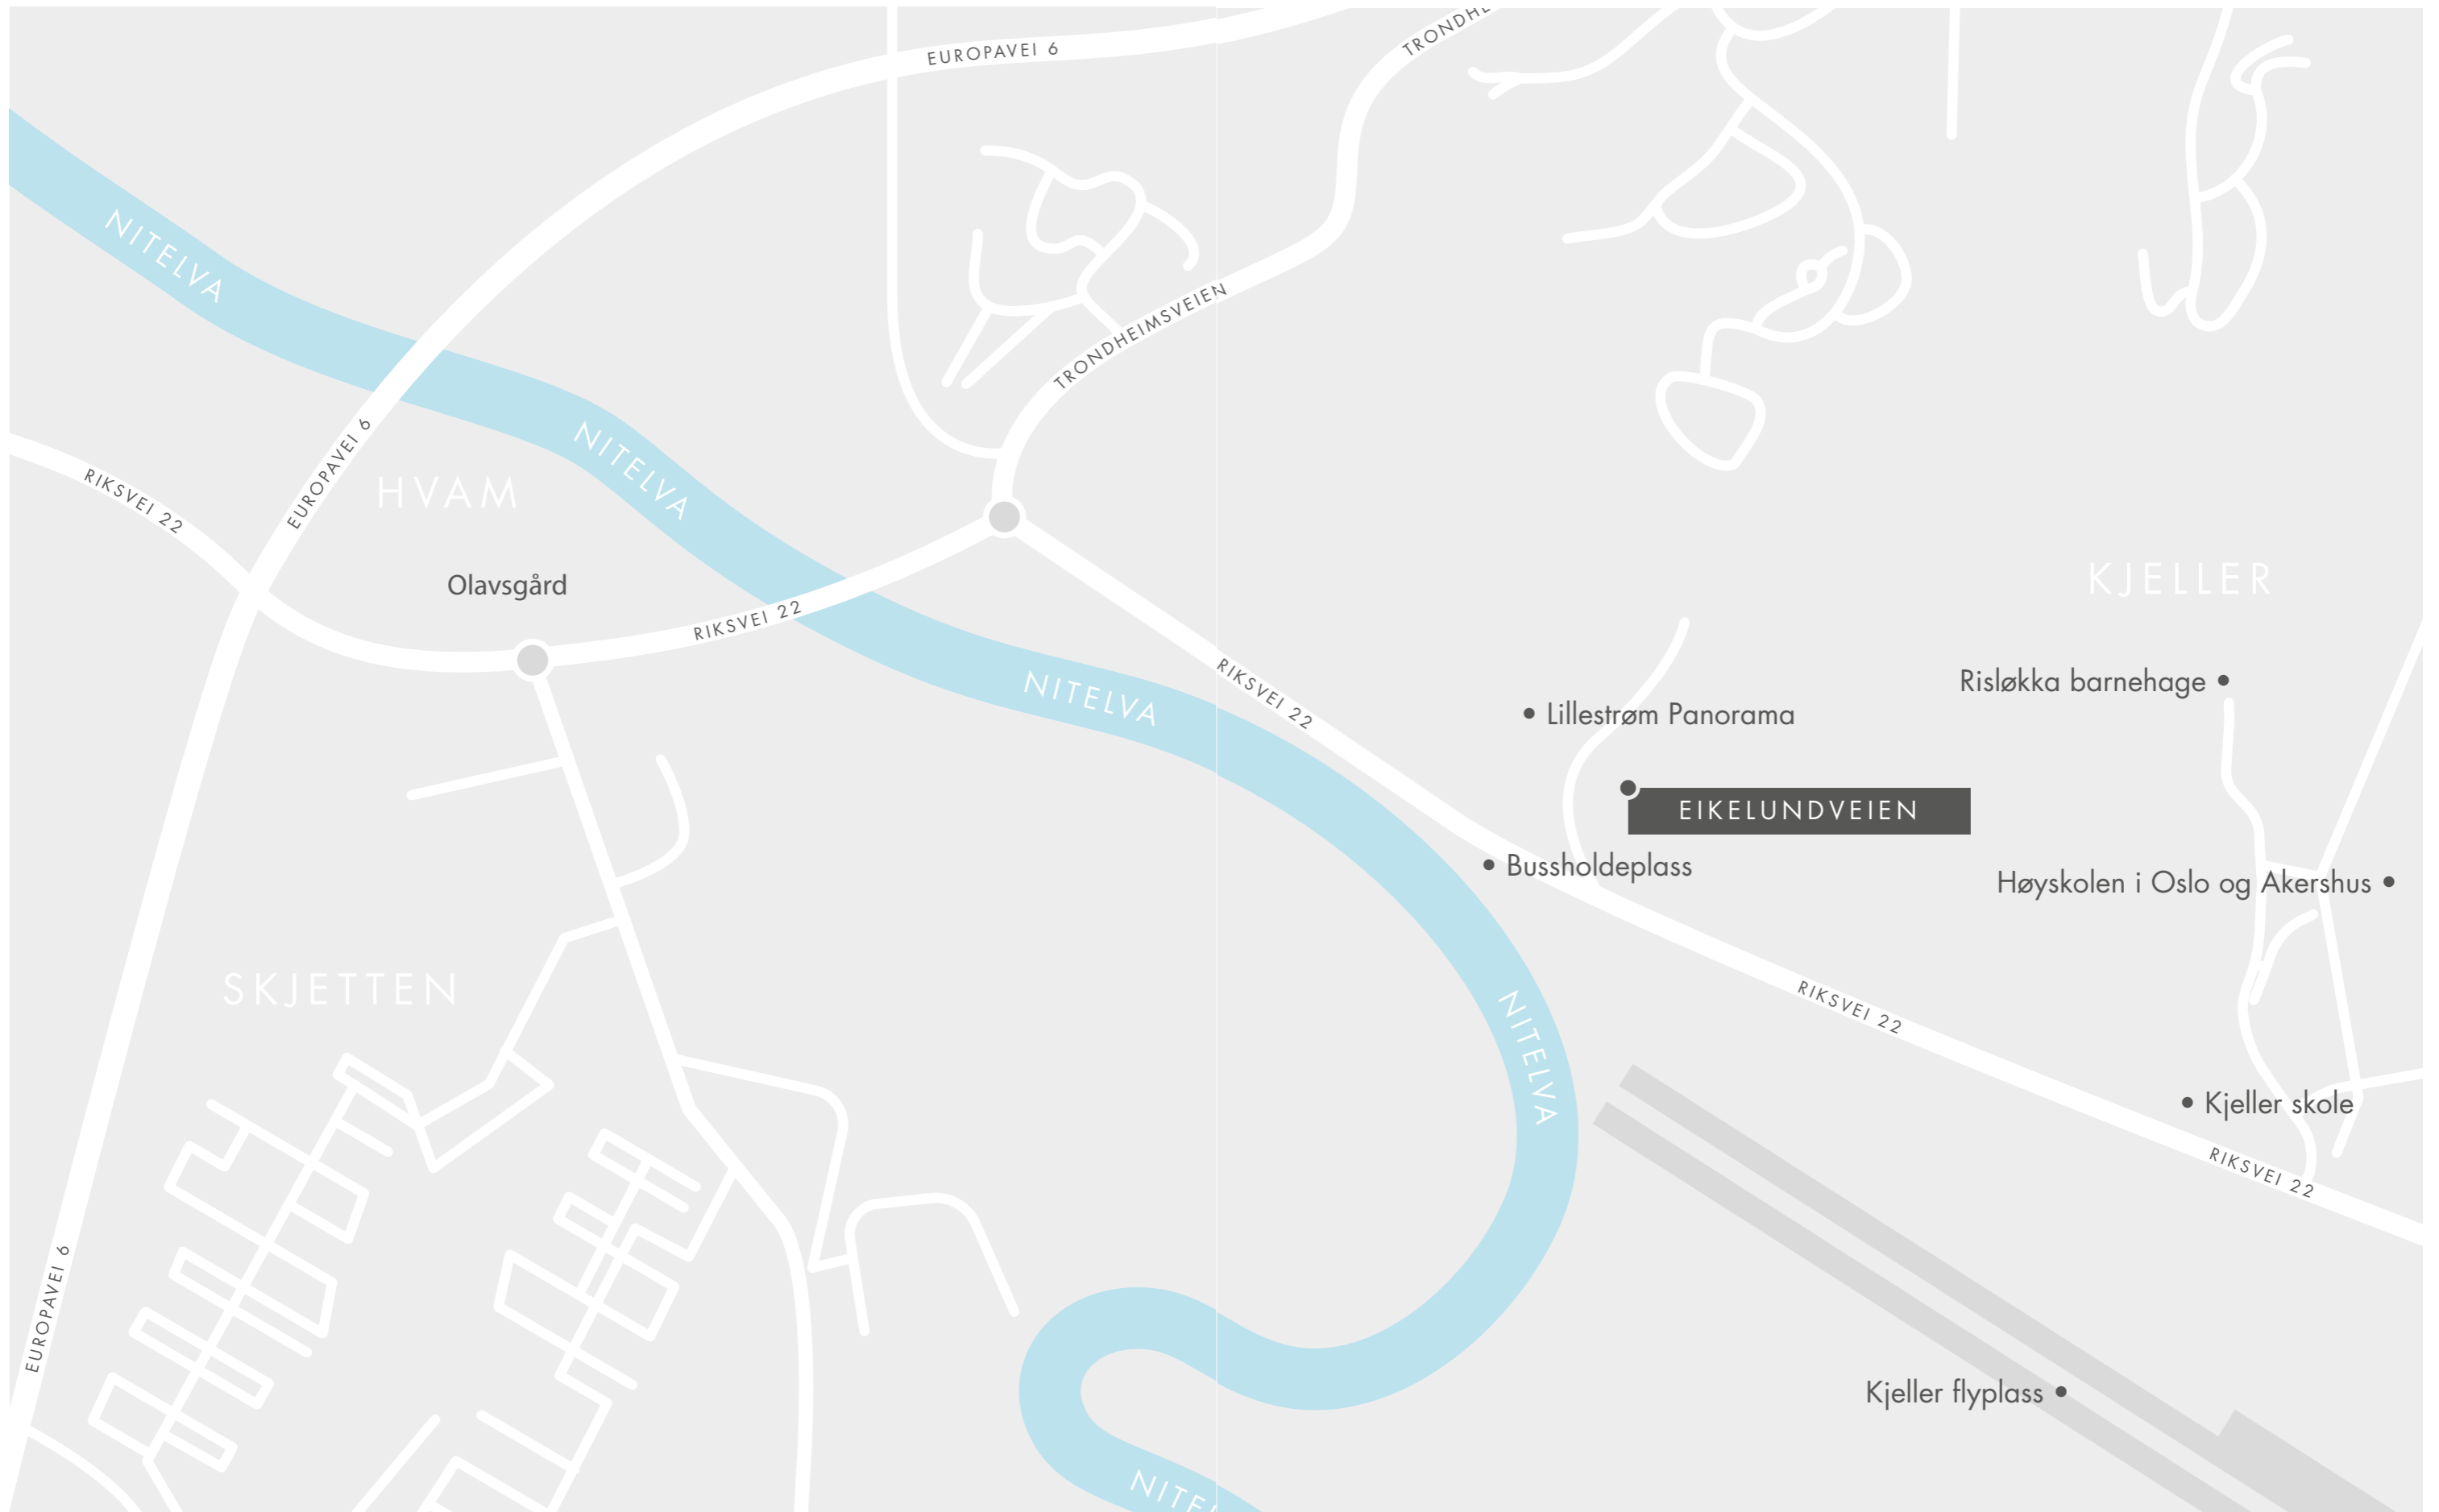 EUROPAVEI 6
TRONDHE
NITELVA
TRONDHEIMSVEIEN
EUROPAVEI 6
RIKSVEI 22
HVAM
NITELVA
Olavsgård
RIKSVEI 22
KJELLER
NITELVA
RIKSVEI 22
Risløkka barnehage
Lillestrøm Panorama
EIKELUNDVEIEN
Bussholdeplass
Høyskolen i Oslo og Akershus
SKJETTEN
NITELVA
RIKSVEI 22
Kjeller skole
RIKSVEI 22
EUROPAVEI 6
Kjeller flyplass
NITE